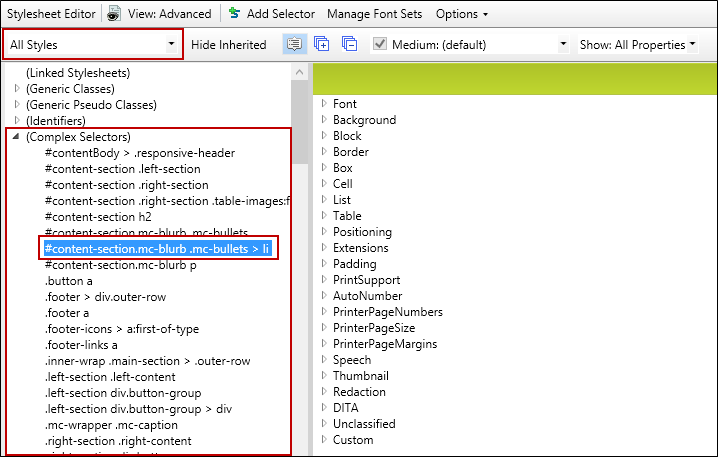 Stylesheet Editor View: Advanced Add Selector Manage Font Sets Options
All Styles Hide Inherited Medium: (default) Show: All Properties
(Linked Stylesheets)
(Generic Classes)
(Generic Pseudo Classes)
(Identifiers)
(Complex Selectors)
#contentBody > .responsive-header
#content-section .left-section
#content-section .right-section
#content-section .right-section .table-images:f
#content-section h2
#content-section.mc-blurb .mc-bullets
#content-section.mc-blurb .mc-bullets > li
#content-section.mc-blurb p
.button a
.footer > div.outer-row
.footer a
.footer-icons > a:first-of-type
.footer-links a
.inner-wrap .main-section > .outer-row
.left-section .left-content
.left-section div.button-group
.left-section div.button-group > div
.mc-wrapper .mc-caption
.right-section .right-content
Font
Background
Block
Border
Box
Cell
List
Table
Positioning
Extensions
Padding
PrintSupport
AutoNumber
PrinterPageNumbers
PrinterPageSize
PrinterPageMargins
Speech
Thumbnail
Redaction
DITA
Unclassified
Custom